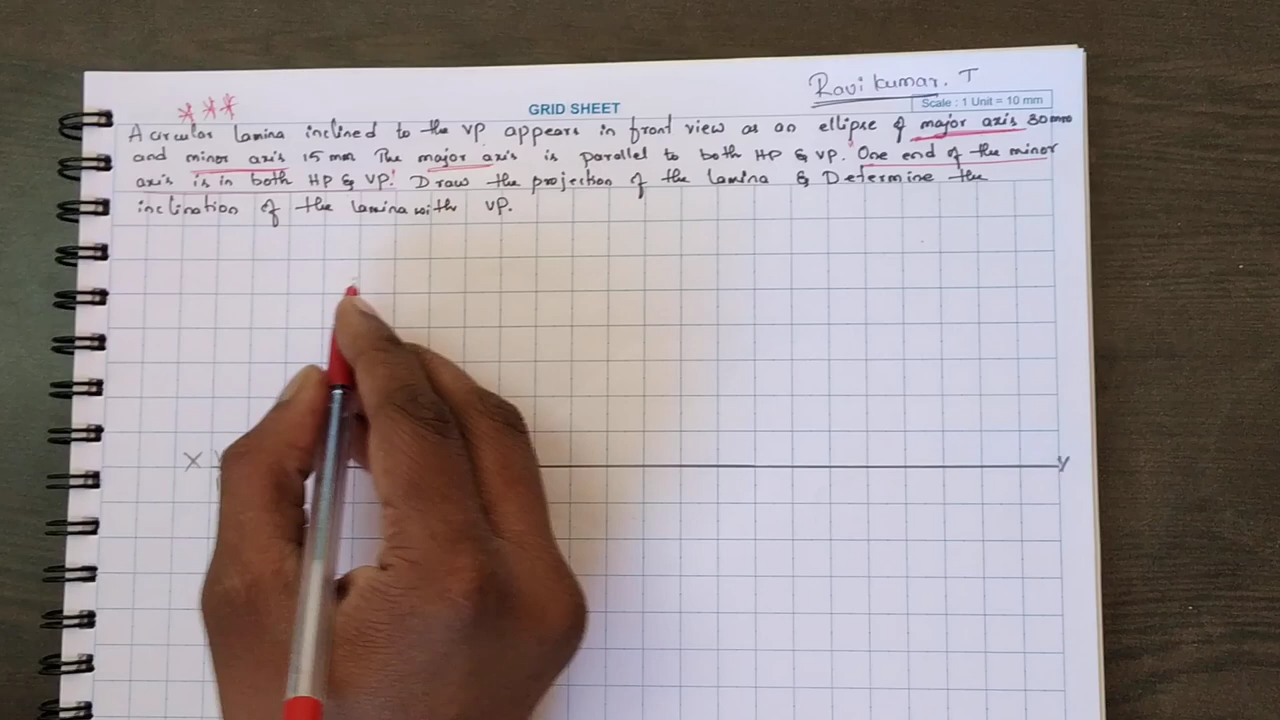 Ravi kumar. T
GRID SHEET
Scale : 1 Unit = 10 mm
A circular lamina inclined to the VP appears in front view as an ellipse of major axis 30mm
and minor axis 15 mm The major axis is parallel to both HP & VP. One end of the minor
axis is in both HP & VP. Draw the projection of the lamina & Determine the
inclination of the lamina with VP.
X Y